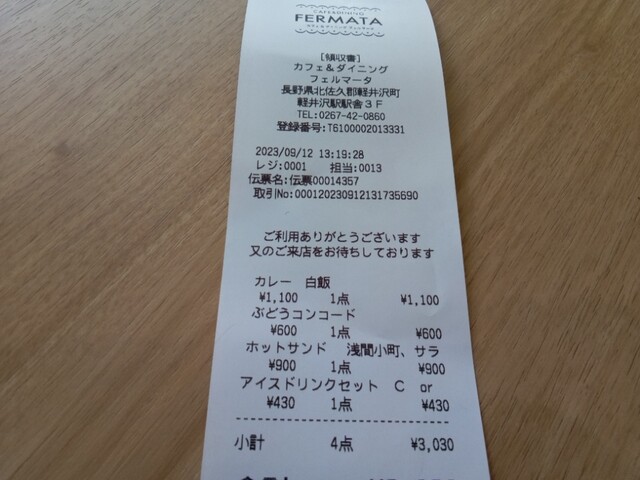 CAFE&DINING
FERMATA
[領収書]
カフェ＆ダイニング
フェルマータ
長野県北佐久郡軽井沢町
軽井沢駅駅舎３Ｆ
TEL:0267-42-0860
登録番号:T6100002013331
2023/09/12 13:19:28
レジ:0001 担当:0013
伝票名:伝票00014357
取引No:000120230912131735690
ご利用ありがとうございます
又のご来店をお待ちしております
カレー 白飯
¥1,100 1点 ¥1,100
ぶどうコンコード
¥600 1点 ¥600
ホットサンド 浅間小町、サラ
¥900 1点 ¥900
アイスドリンクセット Ｃ or
¥430 1点 ¥430
小計 4点 ¥3,030